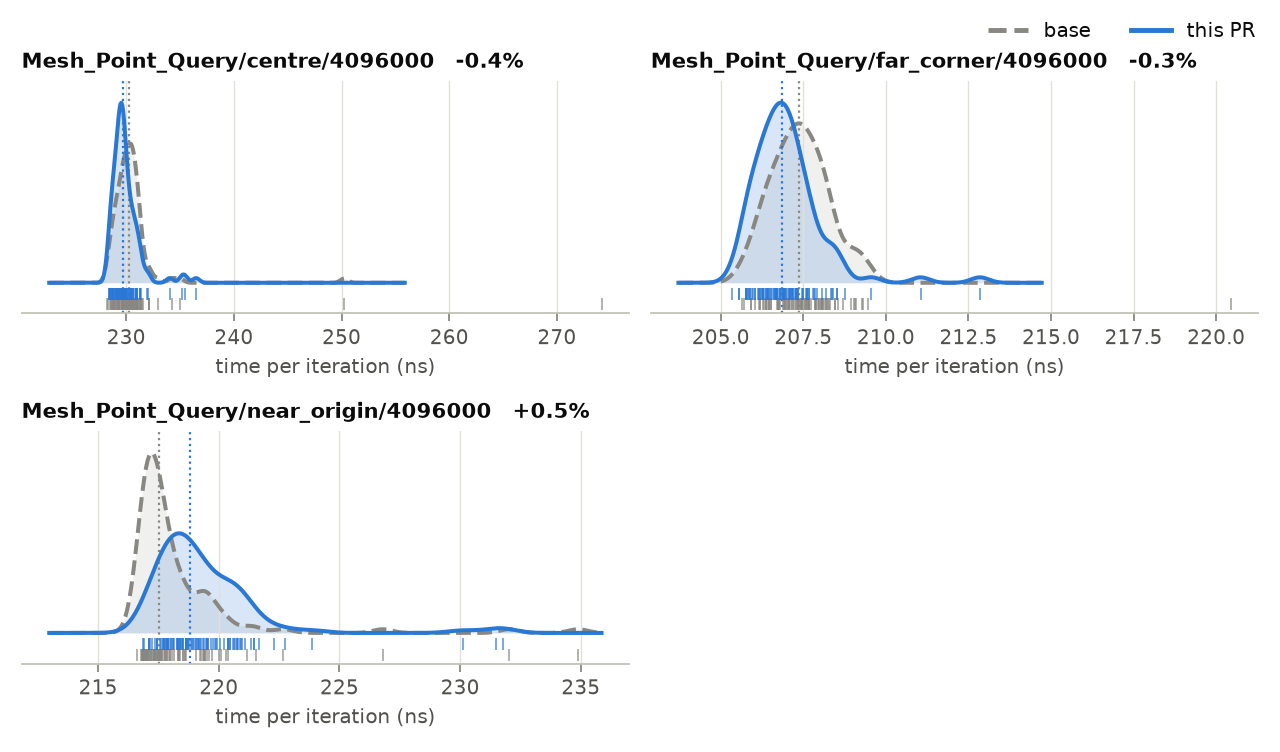 base this PR
Mesh_Point_Query/centre/4096000 -0.4%
230 240 250 260 270
time per iteration (ns)
Mesh_Point_Query/far_corner/4096000 -0.3%
205.0 207.5 210.0 212.5 215.0 217.5 220.0
time per iteration (ns)
Mesh_Point_Query/near_origin/4096000 +0.5%
215 220 225 230 235
time per iteration (ns)